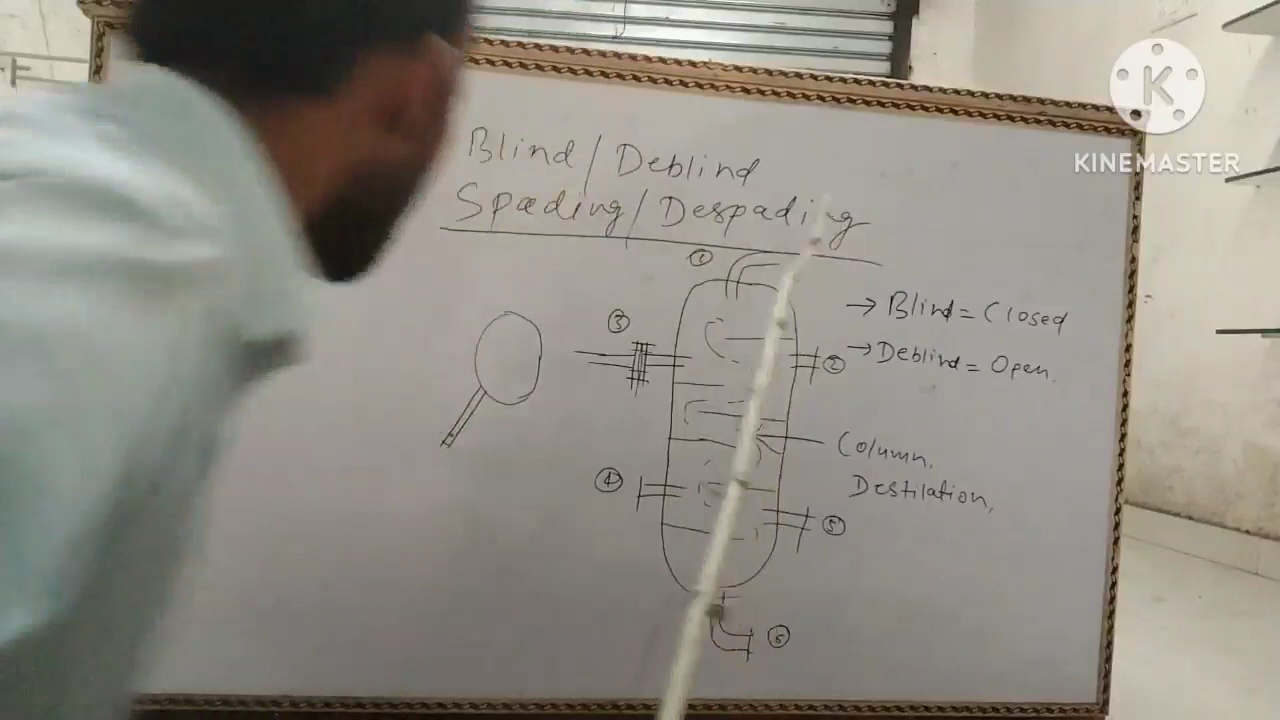 K
KINEMASTER
Blind/Deblind
Spading/Despading
①
③
→ Blind = Closed
→ Deblind = Open.
②
Column.
Destilation,
④
⑤
⑥